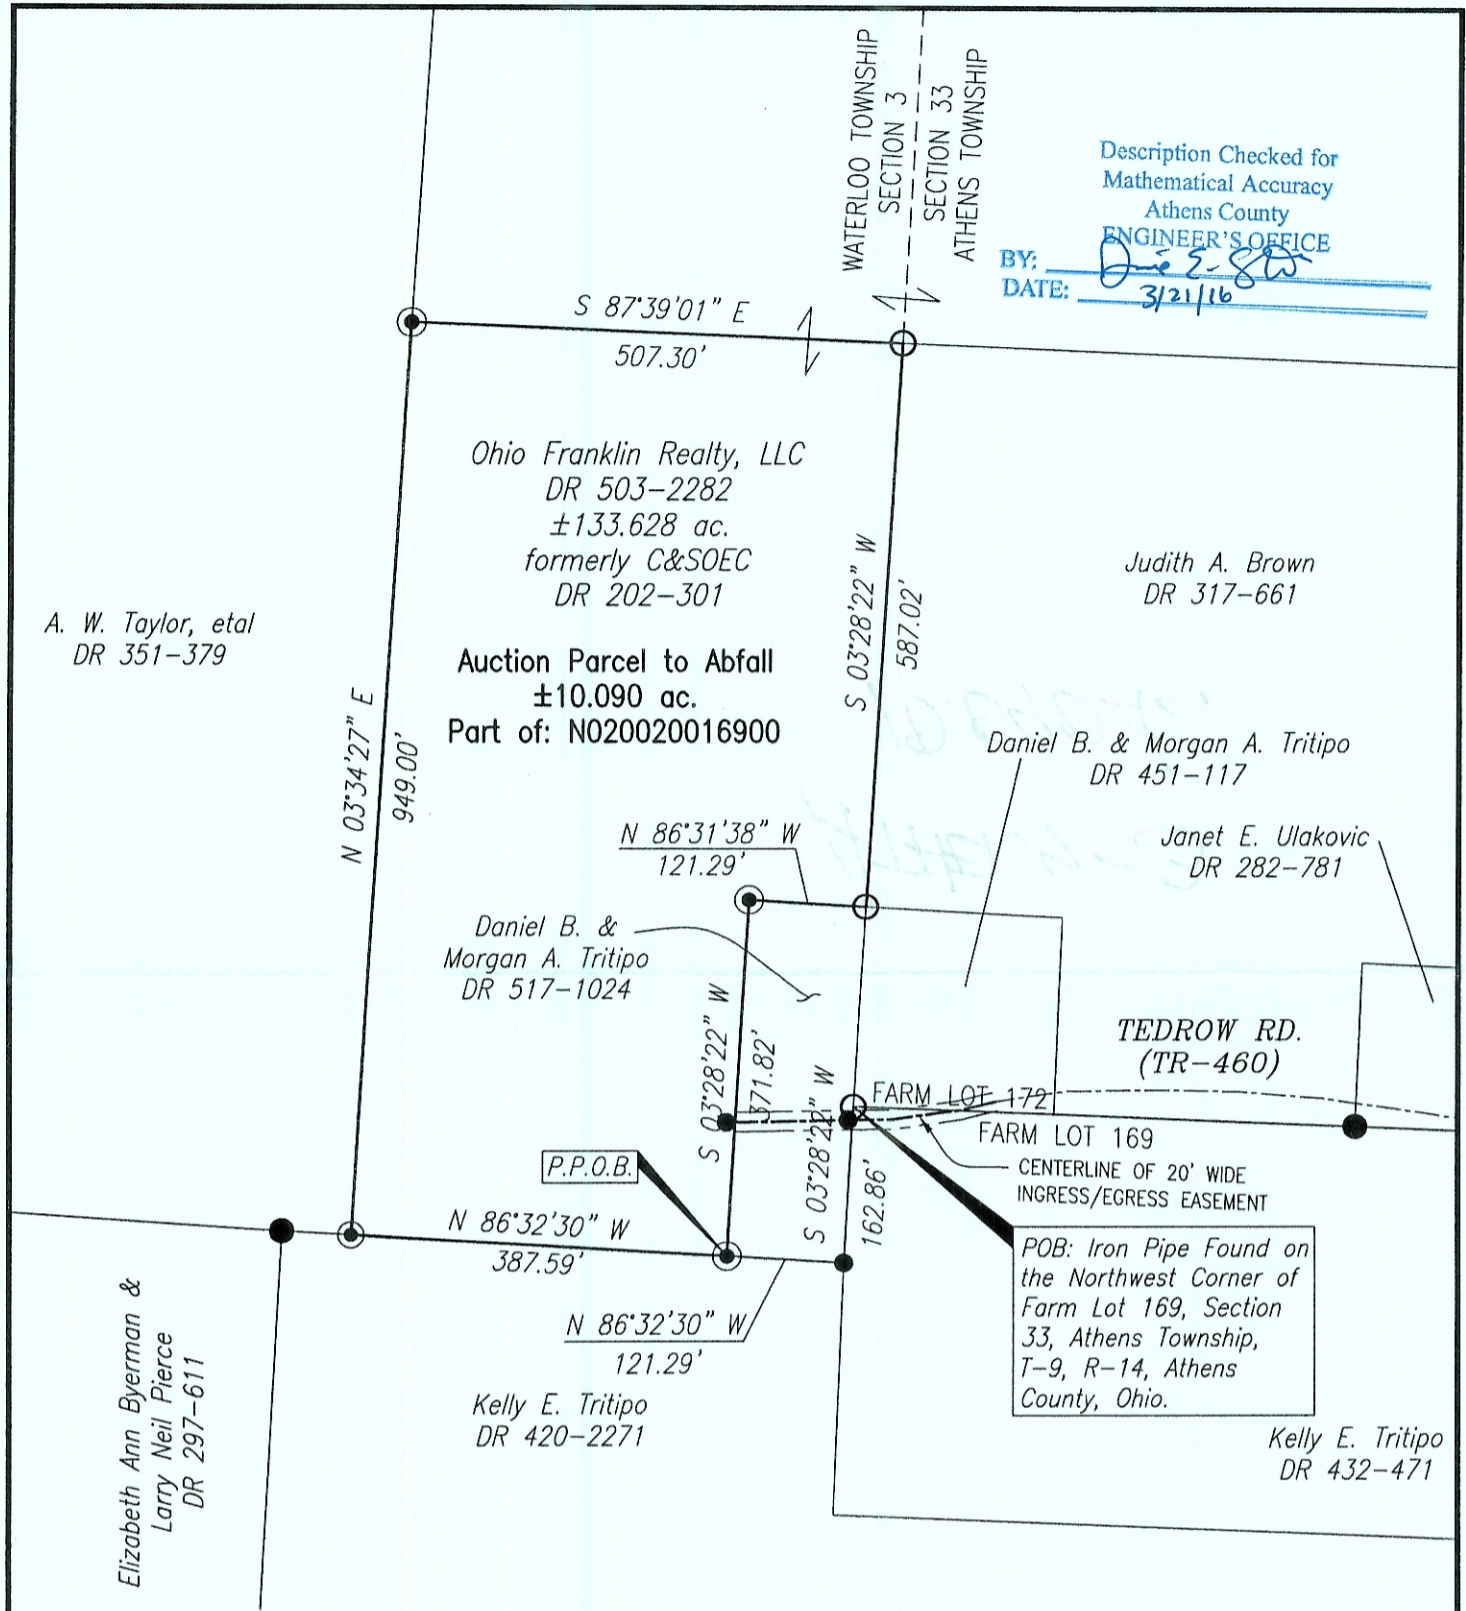 WATERLOO TOWNSHIP
SECTION 3
SECTION 33
ATHENS TOWNSHIP
Description Checked for
Mathematical Accuracy
Athens County
ENGINEER'S OFFICE
BY:
DATE: 3/21/16
S 87°39'01" E
507.30'
Ohio Franklin Realty, LLC
DR 503-2282
±133.628 ac.
formerly C&SOEC
DR 202-301
Auction Parcel to Abfall
±10.090 ac.
Part of: N020020016900
A. W. Taylor, etal
DR 351-379
N 03°34'27" E
949.00'
S 03°28'22" W
587.02'
Judith A. Brown
DR 317-661
Daniel B. & Morgan A. Tritipo
DR 451-117
Janet E. Ulakovic
DR 282-781
N 86°31'38" W
121.29'
Daniel B. &
Morgan A. Tritipo
DR 517-1024
S 03°28'22" W
371.82'
S 03°28'22" W
162.86'
TEDROW RD.
(TR-460)
FARM LOT 172
FARM LOT 169
CENTERLINE OF 20' WIDE
INGRESS/EGRESS EASEMENT
P.P.O.B.
N 86°32'30" W
387.59'
N 86°32'30" W
121.29'
POB: Iron Pipe Found on
the Northwest Corner of
Farm Lot 169, Section
33, Athens Township,
T-9, R-14, Athens
County, Ohio.
Elizabeth Ann Byerman &
Larry Neil Pierce
DR 297-611
Kelly E. Tritipo
DR 420-2271
Kelly E. Tritipo
DR 432-471